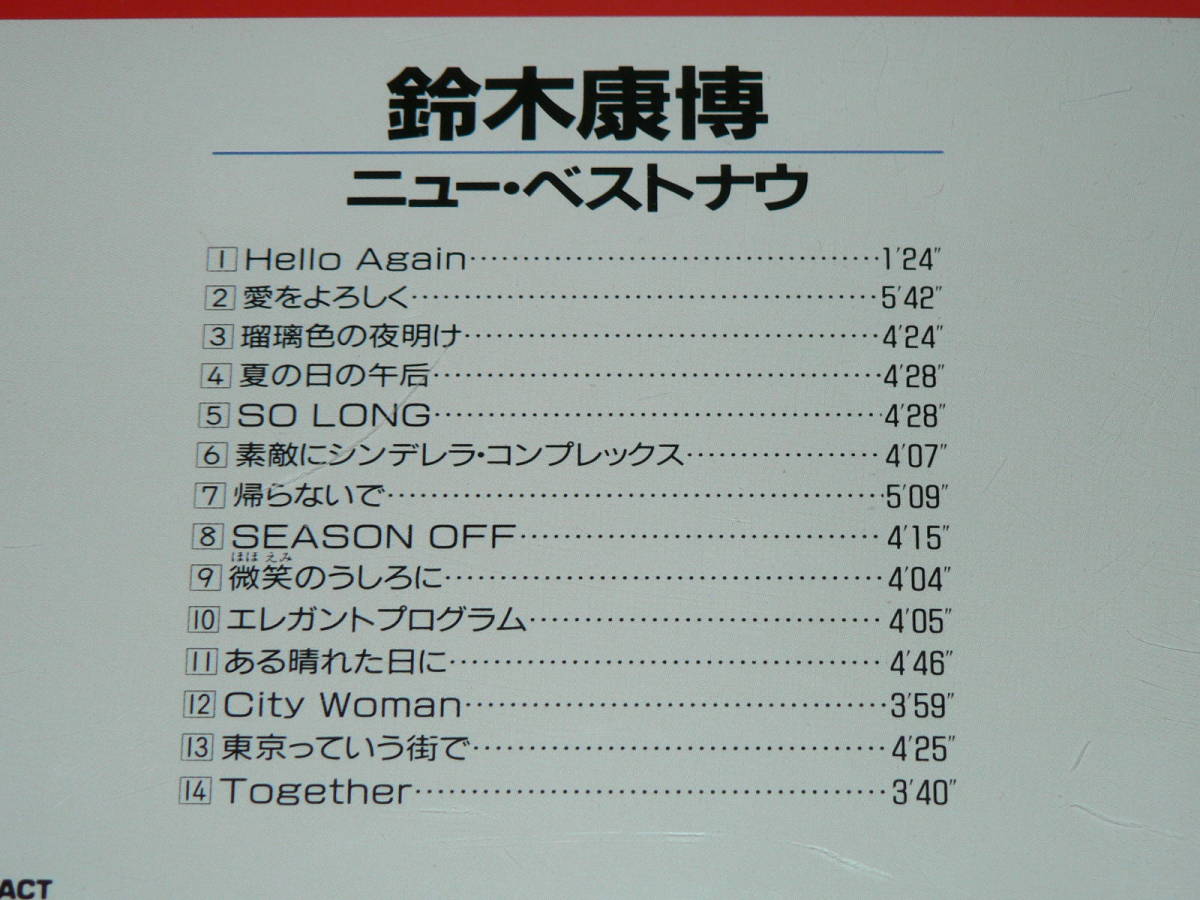 鈴木康博
ニュー・ベストナウ
1 Hello Again 1'24"
2 愛をよろしく 5'42"
3 瑠璃色の夜明け 4'24"
4 夏の日の午后 4'28"
5 SO LONG 4'28"
6 素敵にシンデレラ・コンプレックス 4'07"
7 帰らないで 5'09"
8 SEASON OFF 4'15"
ほほ えみ
9 微笑のうしろに 4'04"
10 エレガントプログラム 4'05"
11 ある晴れた日に 4'46"
12 City Woman 3'59"
13 東京っていう街で 4'25"
14 Together 3'40"
ACT